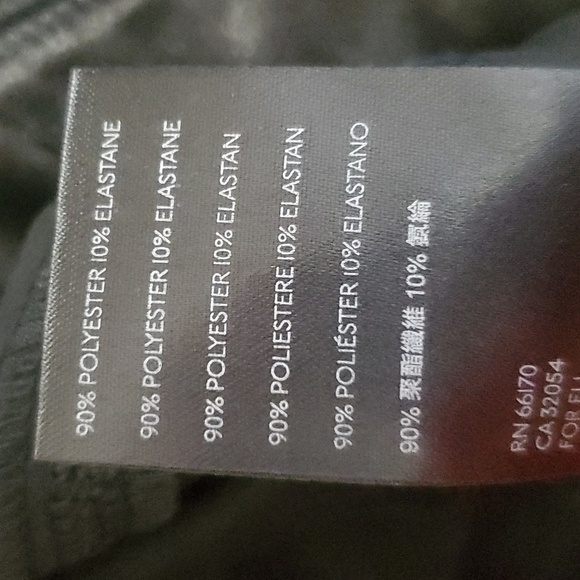 90% POLYESTER 10% ELASTANE
90% POLYESTER 10% ELASTANE
90% POLYESTER 10% ELASTAN
90% POLIESTERE 10% ELASTAN
90% POLIÉSTER 10% ELASTANO
90% 聚酯纖維 10% 氨綸
RN 66170
CA 32054
FOR